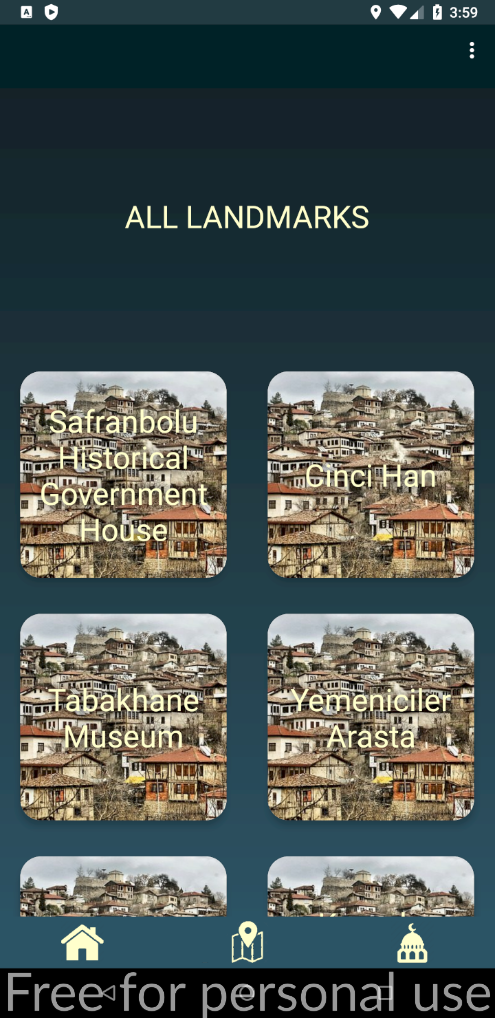 3:59
ALL LANDMARKS
Safranbolu
Historical
Government
House
Cinci Han
Tabakhane
Museum
Yemeniciler
Arasta
Free for personal use